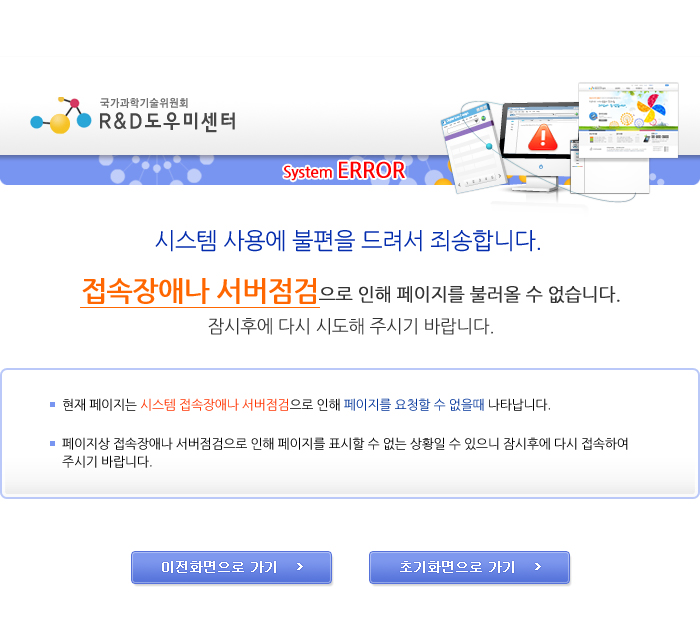 국가과학기술위원회
R&D도우미센터
System ERROR
시스템 사용에 불편을 드려서 죄송합니다.
접속장애나 서버점검으로 인해 페이지를 불러올 수 없습니다.
잠시후에 다시 시도해 주시기 바랍니다.
현재 페이지는 시스템 접속장애나 서버점검으로 인해 페이지를 요청할 수 없을때 나타납니다.
페이지상 접속장애나 서버점검으로 인해 페이지를 표시할 수 없는 상황일 수 있으니 잠시후에 다시 접속하여
주시기 바랍니다.
이전화면으로 가기
초기화면으로 가기